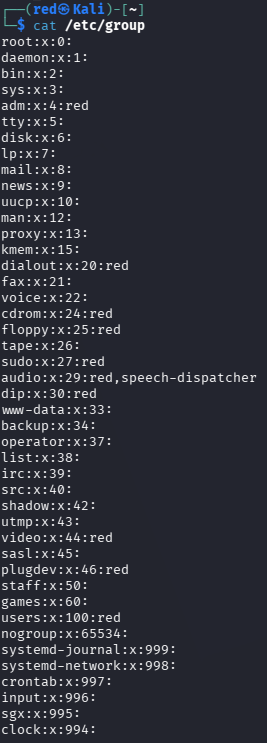 ┌──(red㉿Kali)-[~]
└─$ cat /etc/group
root:x:0:
daemon:x:1:
bin:x:2:
sys:x:3:
adm:x:4:red
tty:x:5:
disk:x:6:
lp:x:7:
mail:x:8:
news:x:9:
uucp:x:10:
man:x:12:
proxy:x:13:
kmem:x:15:
dialout:x:20:red
fax:x:21:
voice:x:22:
cdrom:x:24:red
floppy:x:25:red
tape:x:26:
sudo:x:27:red
audio:x:29:red,speech-dispatcher
dip:x:30:red
www-data:x:33:
backup:x:34:
operator:x:37:
list:x:38:
irc:x:39:
src:x:40:
shadow:x:42:
utmp:x:43:
video:x:44:red
sasl:x:45:
plugdev:x:46:red
staff:x:50:
games:x:60:
users:x:100:red
nogroup:x:65534:
systemd-journal:x:999:
systemd-network:x:998:
crontab:x:997:
input:x:996:
sgx:x:995:
clock:x:994: